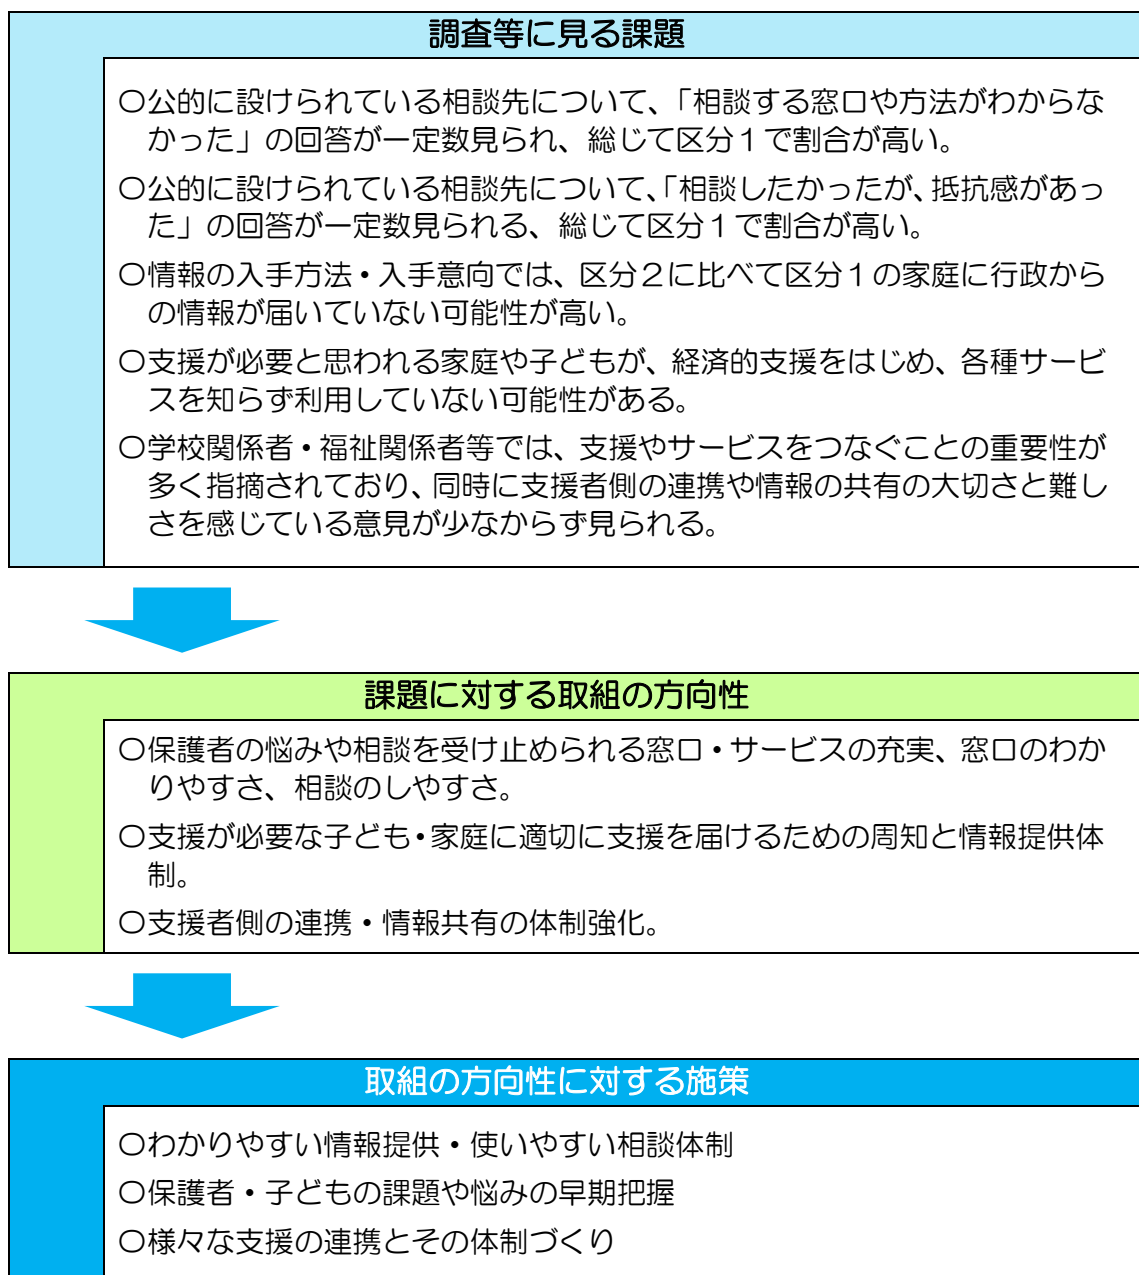 調査等に見る課題
〇公的に設けられている相談先について、「相談する窓口や方法がわからな
かった」の回答が一定数見られ、総じて区分１で割合が高い。
〇公的に設けられている相談先について、「相談したかったが、抵抗感があっ
た」の回答が一定数見られる、総じて区分１で割合が高い。
〇情報の入手方法・入手意向では、区分２に比べて区分１の家庭に行政から
の情報が届いていない可能性が高い。
〇支援が必要と思われる家庭や子どもが、経済的支援をはじめ、各種サービ
スを知らず利用していない可能性がある。
〇学校関係者・福祉関係者等では、支援やサービスをつなぐことの重要性が
多く指摘されており、同時に支援者側の連携や情報の共有の大切さと難し
さを感じている意見が少なからず見られる。
課題に対する取組の方向性
〇保護者の悩みや相談を受け止められる窓口・サービスの充実、窓口のわか
りやすさ、相談のしやすさ。
〇支援が必要な子ども・家庭に適切に支援を届けるための周知と情報提供体
制。
〇支援者側の連携・情報共有の体制強化。
取組の方向性に対する施策
〇わかりやすい情報提供・使いやすい相談体制
〇保護者・子どもの課題や悩みの早期把握
〇様々な支援の連携とその体制づくり